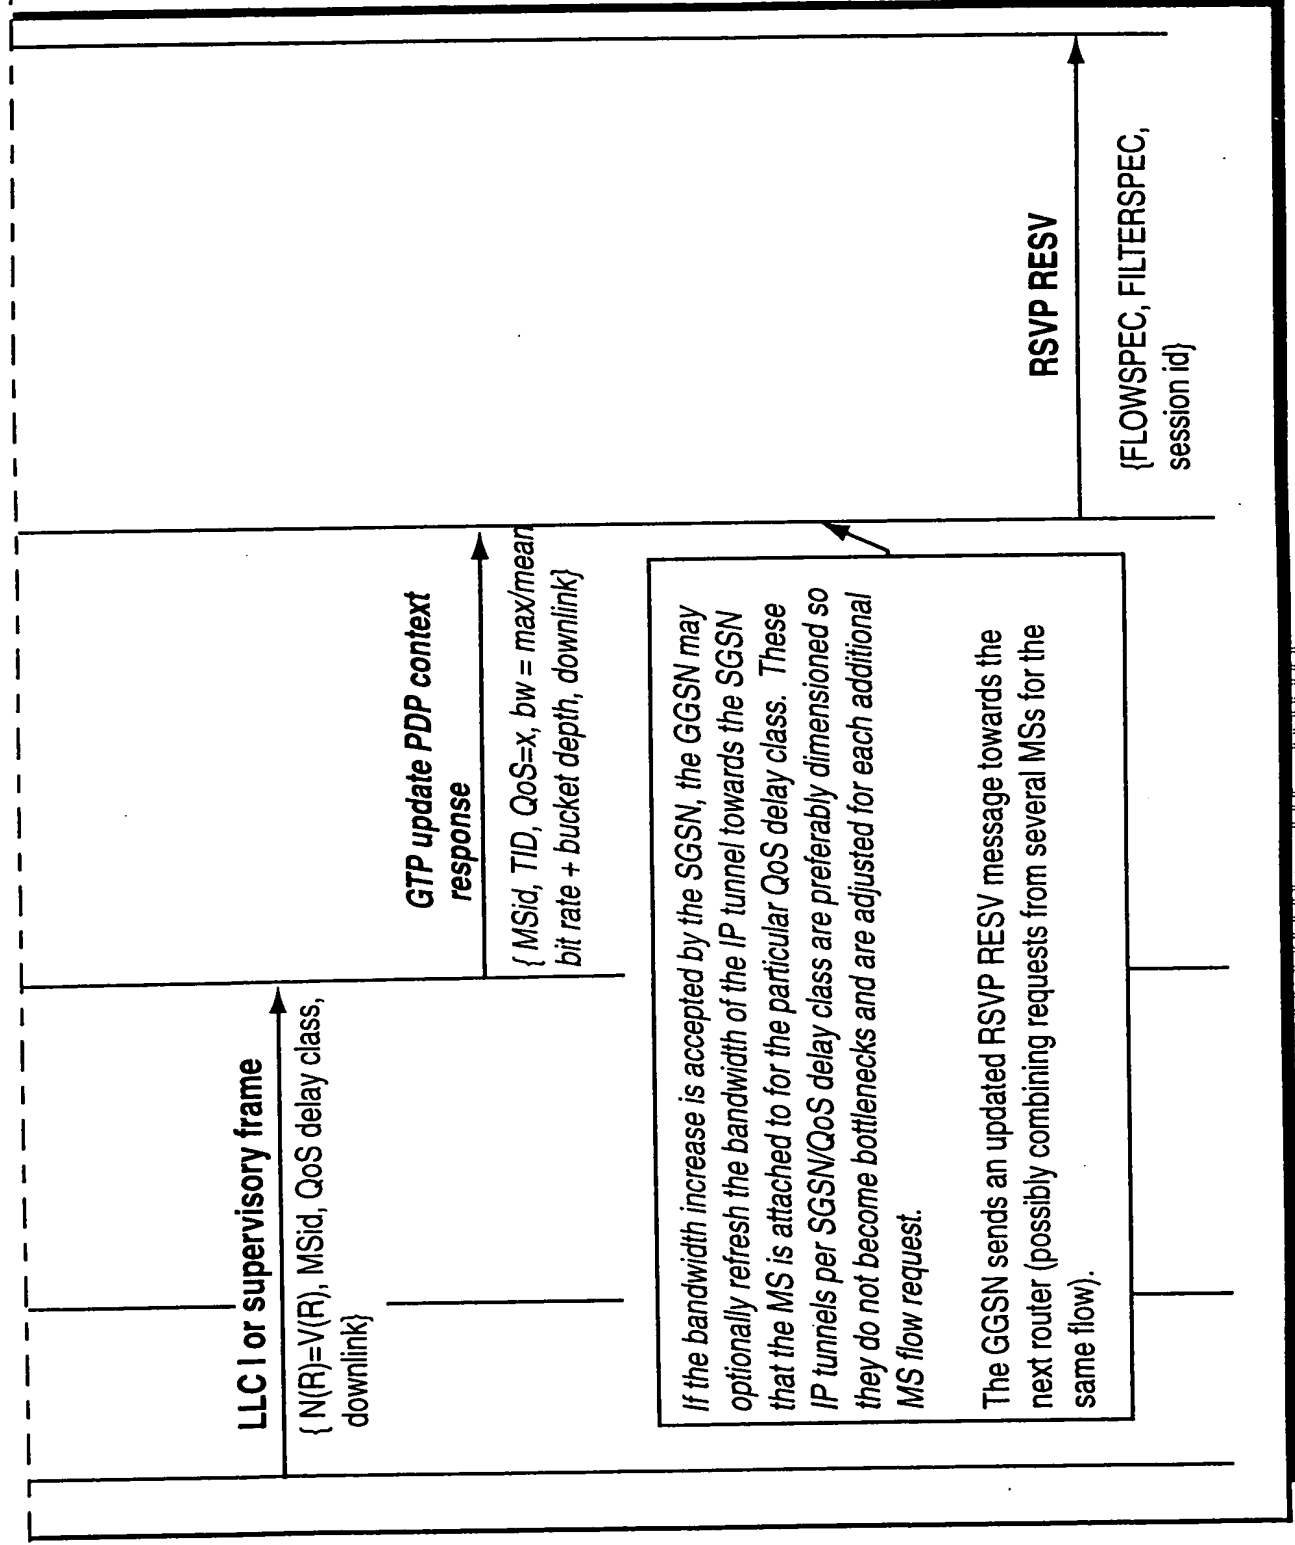 LLC I or supervisory frame
{ N(R)=V(R), MSid, QoS delay class,
downlink}
GTP update PDP context
response
{ MSid, TID, QoS=x, bw = max/mean
bit rate + bucket depth, downlink}
If the bandwidth increase is accepted by the SGSN, the GGSN may
optionally refresh the bandwidth of the IP tunnel towards the SGSN
that the MS is attached to for the particular QoS delay class. These
IP tunnels per SGSN/QoS delay class are preferably dimensioned so
they do not become bottlenecks and are adjusted for each additional
MS flow request.
The GGSN sends an updated RSVP RESV message towards the
next router (possibly combining requests from several MSs for the
same flow).
RSVP RESV
{FLOWSPEC, FILTERSPEC,
session id}